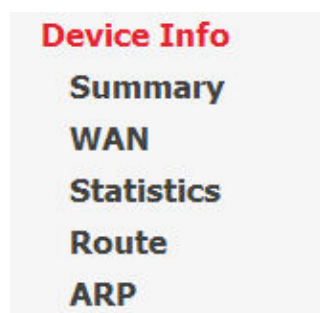 Device Info
Summary
WAN
Statistics
Route
ARP